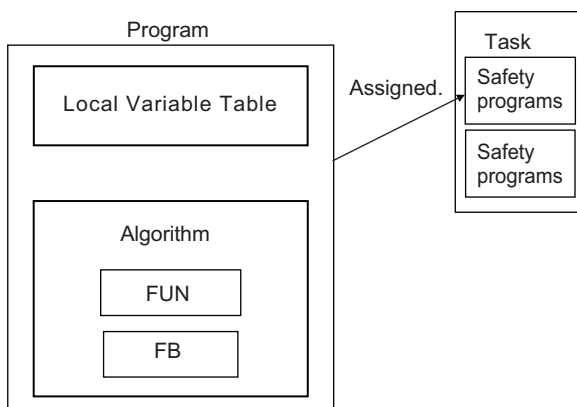 Program
Local Variable Table
Algorithm
FUN
FB
Assigned.
Task
Safety
programs
Safety
programs